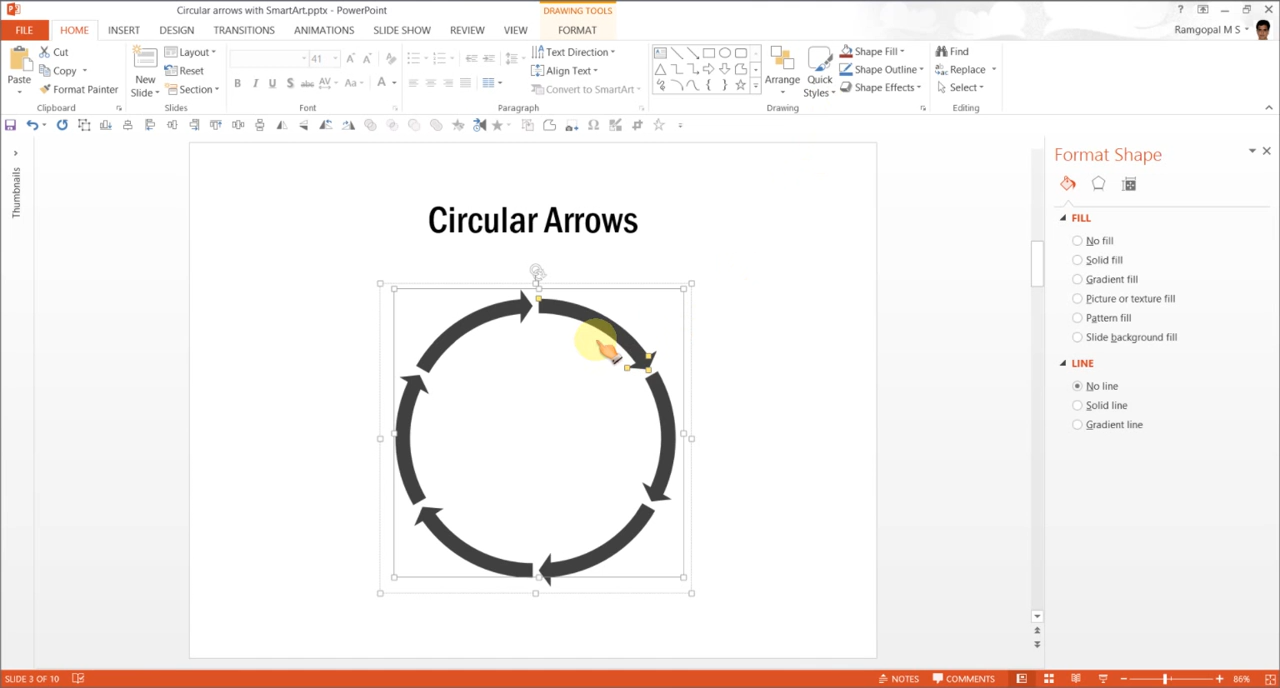 Circular arrows with SmartArt.pptx - PowerPoint
DRAWING TOOLS
?
FILE
HOME
INSERT
DESIGN
TRANSITIONS
ANIMATIONS
SLIDE SHOW
REVIEW
VIEW
FORMAT
Ramgopal M S
Paste
Cut
Copy
Format Painter
Clipboard
New
Slide
Layout
Reset
Section
Slides
41
B I U S abc AV Aa A
Font
Text Direction
Align Text
Convert to SmartArt
Paragraph
Arrange
Quick
Styles
Shape Fill
Shape Outline
Shape Effects
Drawing
Find
Replace
Select
Editing
Thumbnails
Circular Arrows
Format Shape
FILL
No fill
Solid fill
Gradient fill
Picture or texture fill
Pattern fill
Slide background fill
LINE
No line
Solid line
Gradient line
SLIDE 3 OF 10
NOTES
COMMENTS
86%